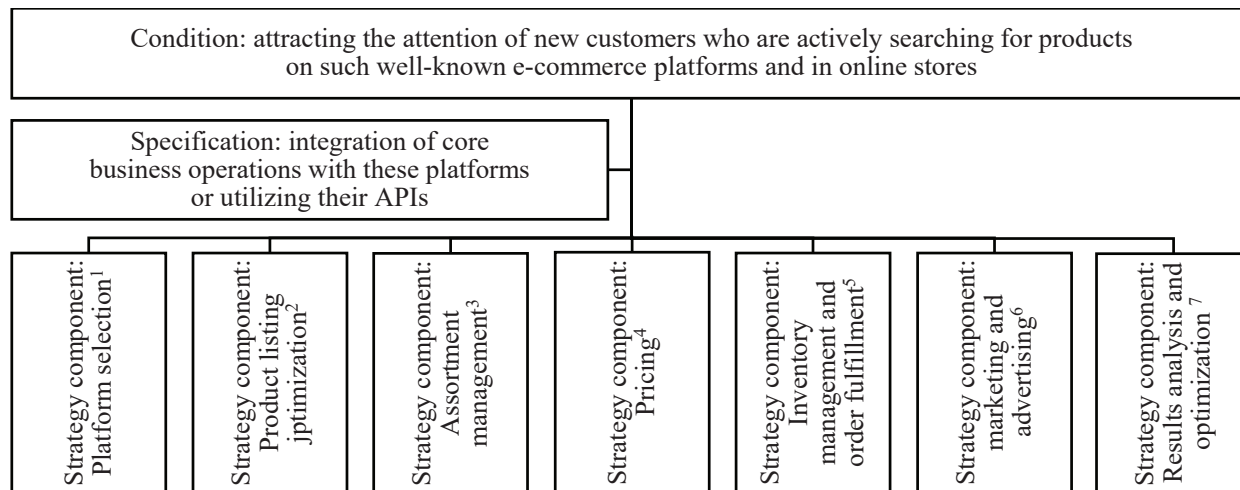 Condition: attracting the attention of new customers who are actively searching for products
on such well-known e-commerce platforms and in online stores
Specification: integration of core
business operations with these platforms
or utilizing their APIs
Strategy component:
Platform selection¹
Strategy component:
Product listing
jptimization²
Strategy component:
Assortment
management³
Strategy component:
Pricing⁴
Strategy component:
Inventory
management and
order fulfillment⁵
Strategy component:
marketing and
advertising⁶
Strategy component:
Results analysis and
optimization ⁷